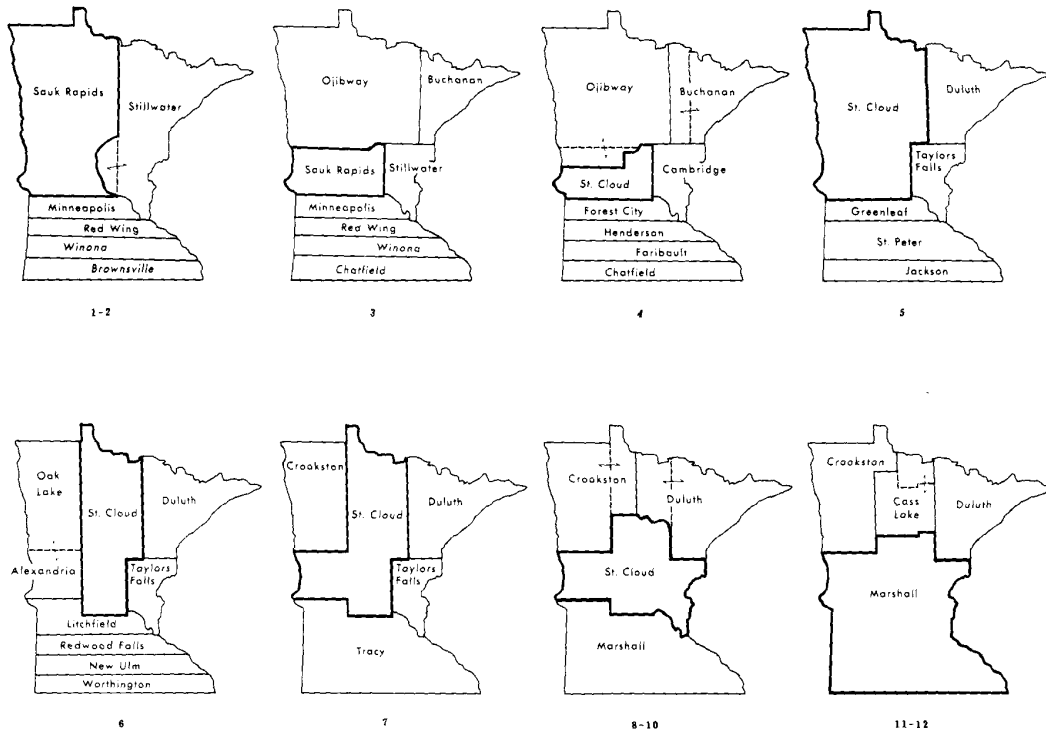 Sauk Rapids
Stillwater
Minneapolis
Red Wing
Winona
Brownsville
1-2
Ojibway
Buchanan
Sauk Rapids
Stillwater
Minneapolis
Red Wing
Winona
Chatfield
3
Ojibway
Buchanan
St. Cloud
Cambridge
Forest City
Henderson
Faribault
Chatfield
4
St. Cloud
Duluth
Taylors
Falls
Greenleaf
St. Peter
Jackson
5
Oak
Lake
St. Cloud
Duluth
Alexandria
Taylors
Falls
Litchfield
Redwood Falls
New Ulm
Worthington
6
Crookston
St. Cloud
Duluth
Taylors
Falls
Tracy
7
Crookston
Duluth
St. Cloud
Marshall
8-10
Crookston
Cass
Lake
Duluth
Marshall
11-12